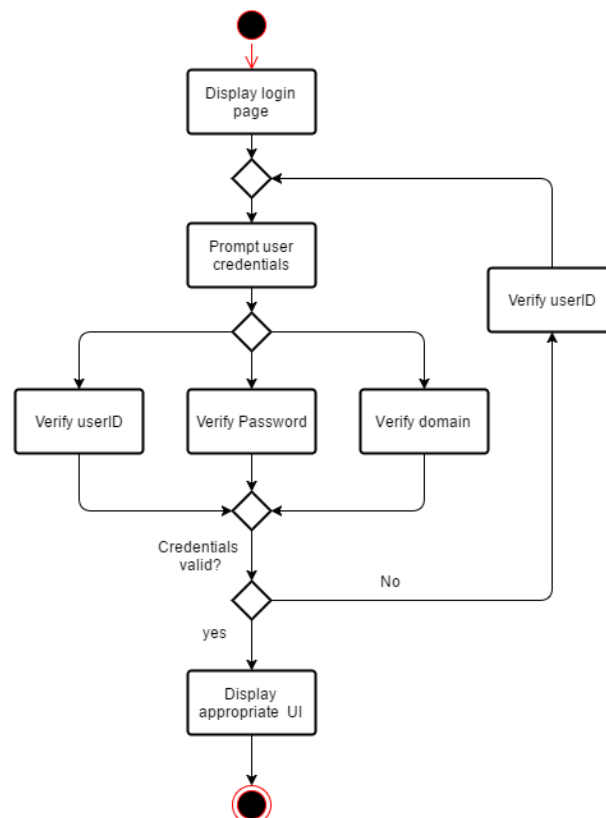 Display login
page
Prompt user
credentials
Verify userID
Verify userID
Verify Password
Verify domain
Credentials
valid?
No
yes
Display
appropriate UI